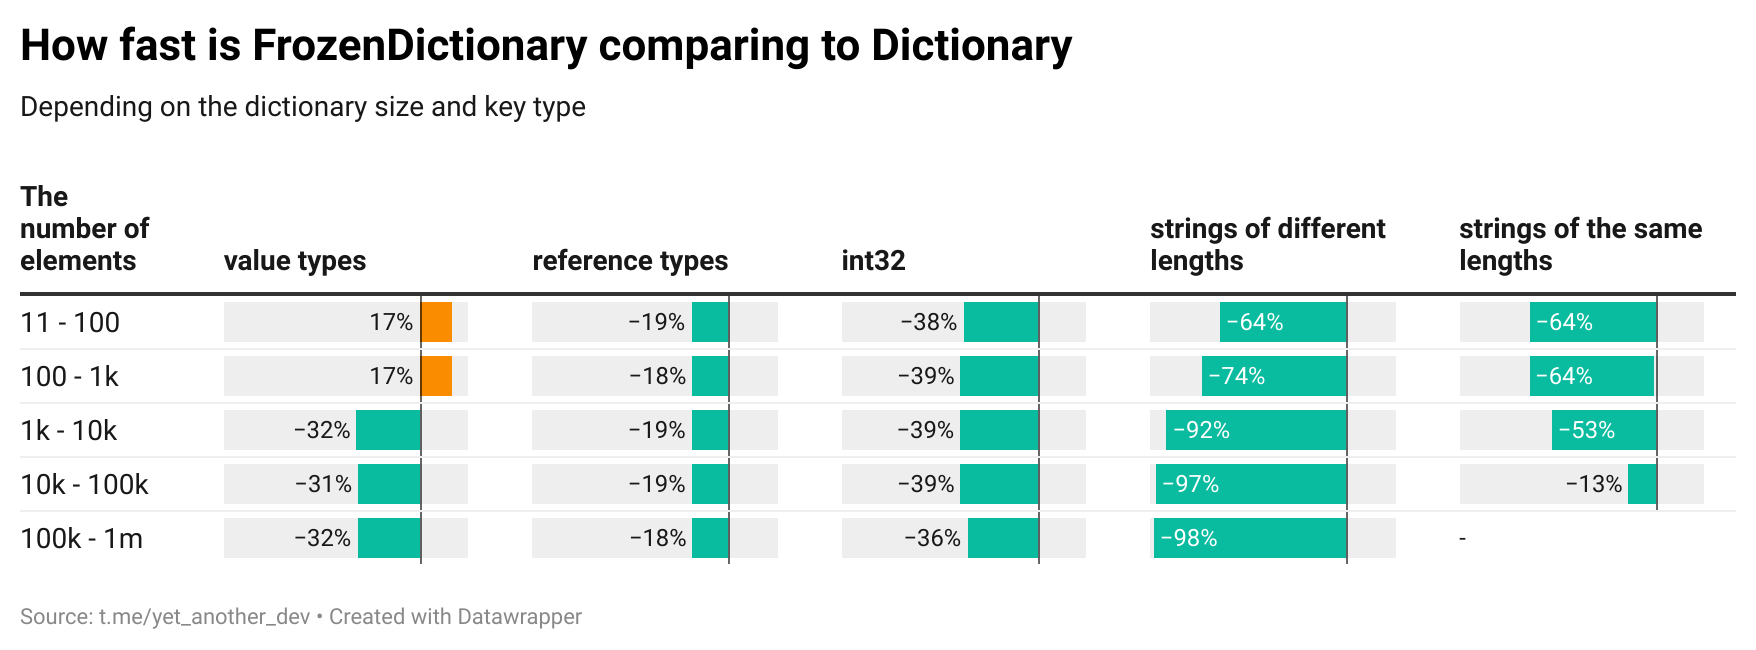 How fast is FrozenDictionary comparing to Dictionary
Depending on the dictionary size and key type
The
number of
elements
value types
reference types
int32
strings of different
lengths
strings of the same
lengths
11 - 100 17% −19% −38% −64% −64%
100 - 1k 17% −18% −39% −74% −64%
1k - 10k −32% −19% −39% −92% −53%
10k - 100k −31% −19% −39% −97% −13%
100k - 1m −32% −18% −36% −98% -
Source: t.me/yet_another_dev • Created with Datawrapper